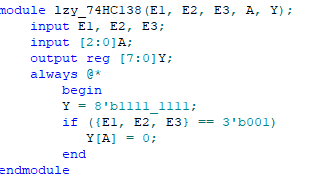 module lzy_74HC138(E1, E2, E3, A, Y);
input E1, E2, E3;
input [2:0]A;
output reg [7:0]Y;
always @*
begin
Y = 8'b1111_1111;
if ({E1, E2, E3} == 3'b001)
Y[A] = 0;
end
endmodule